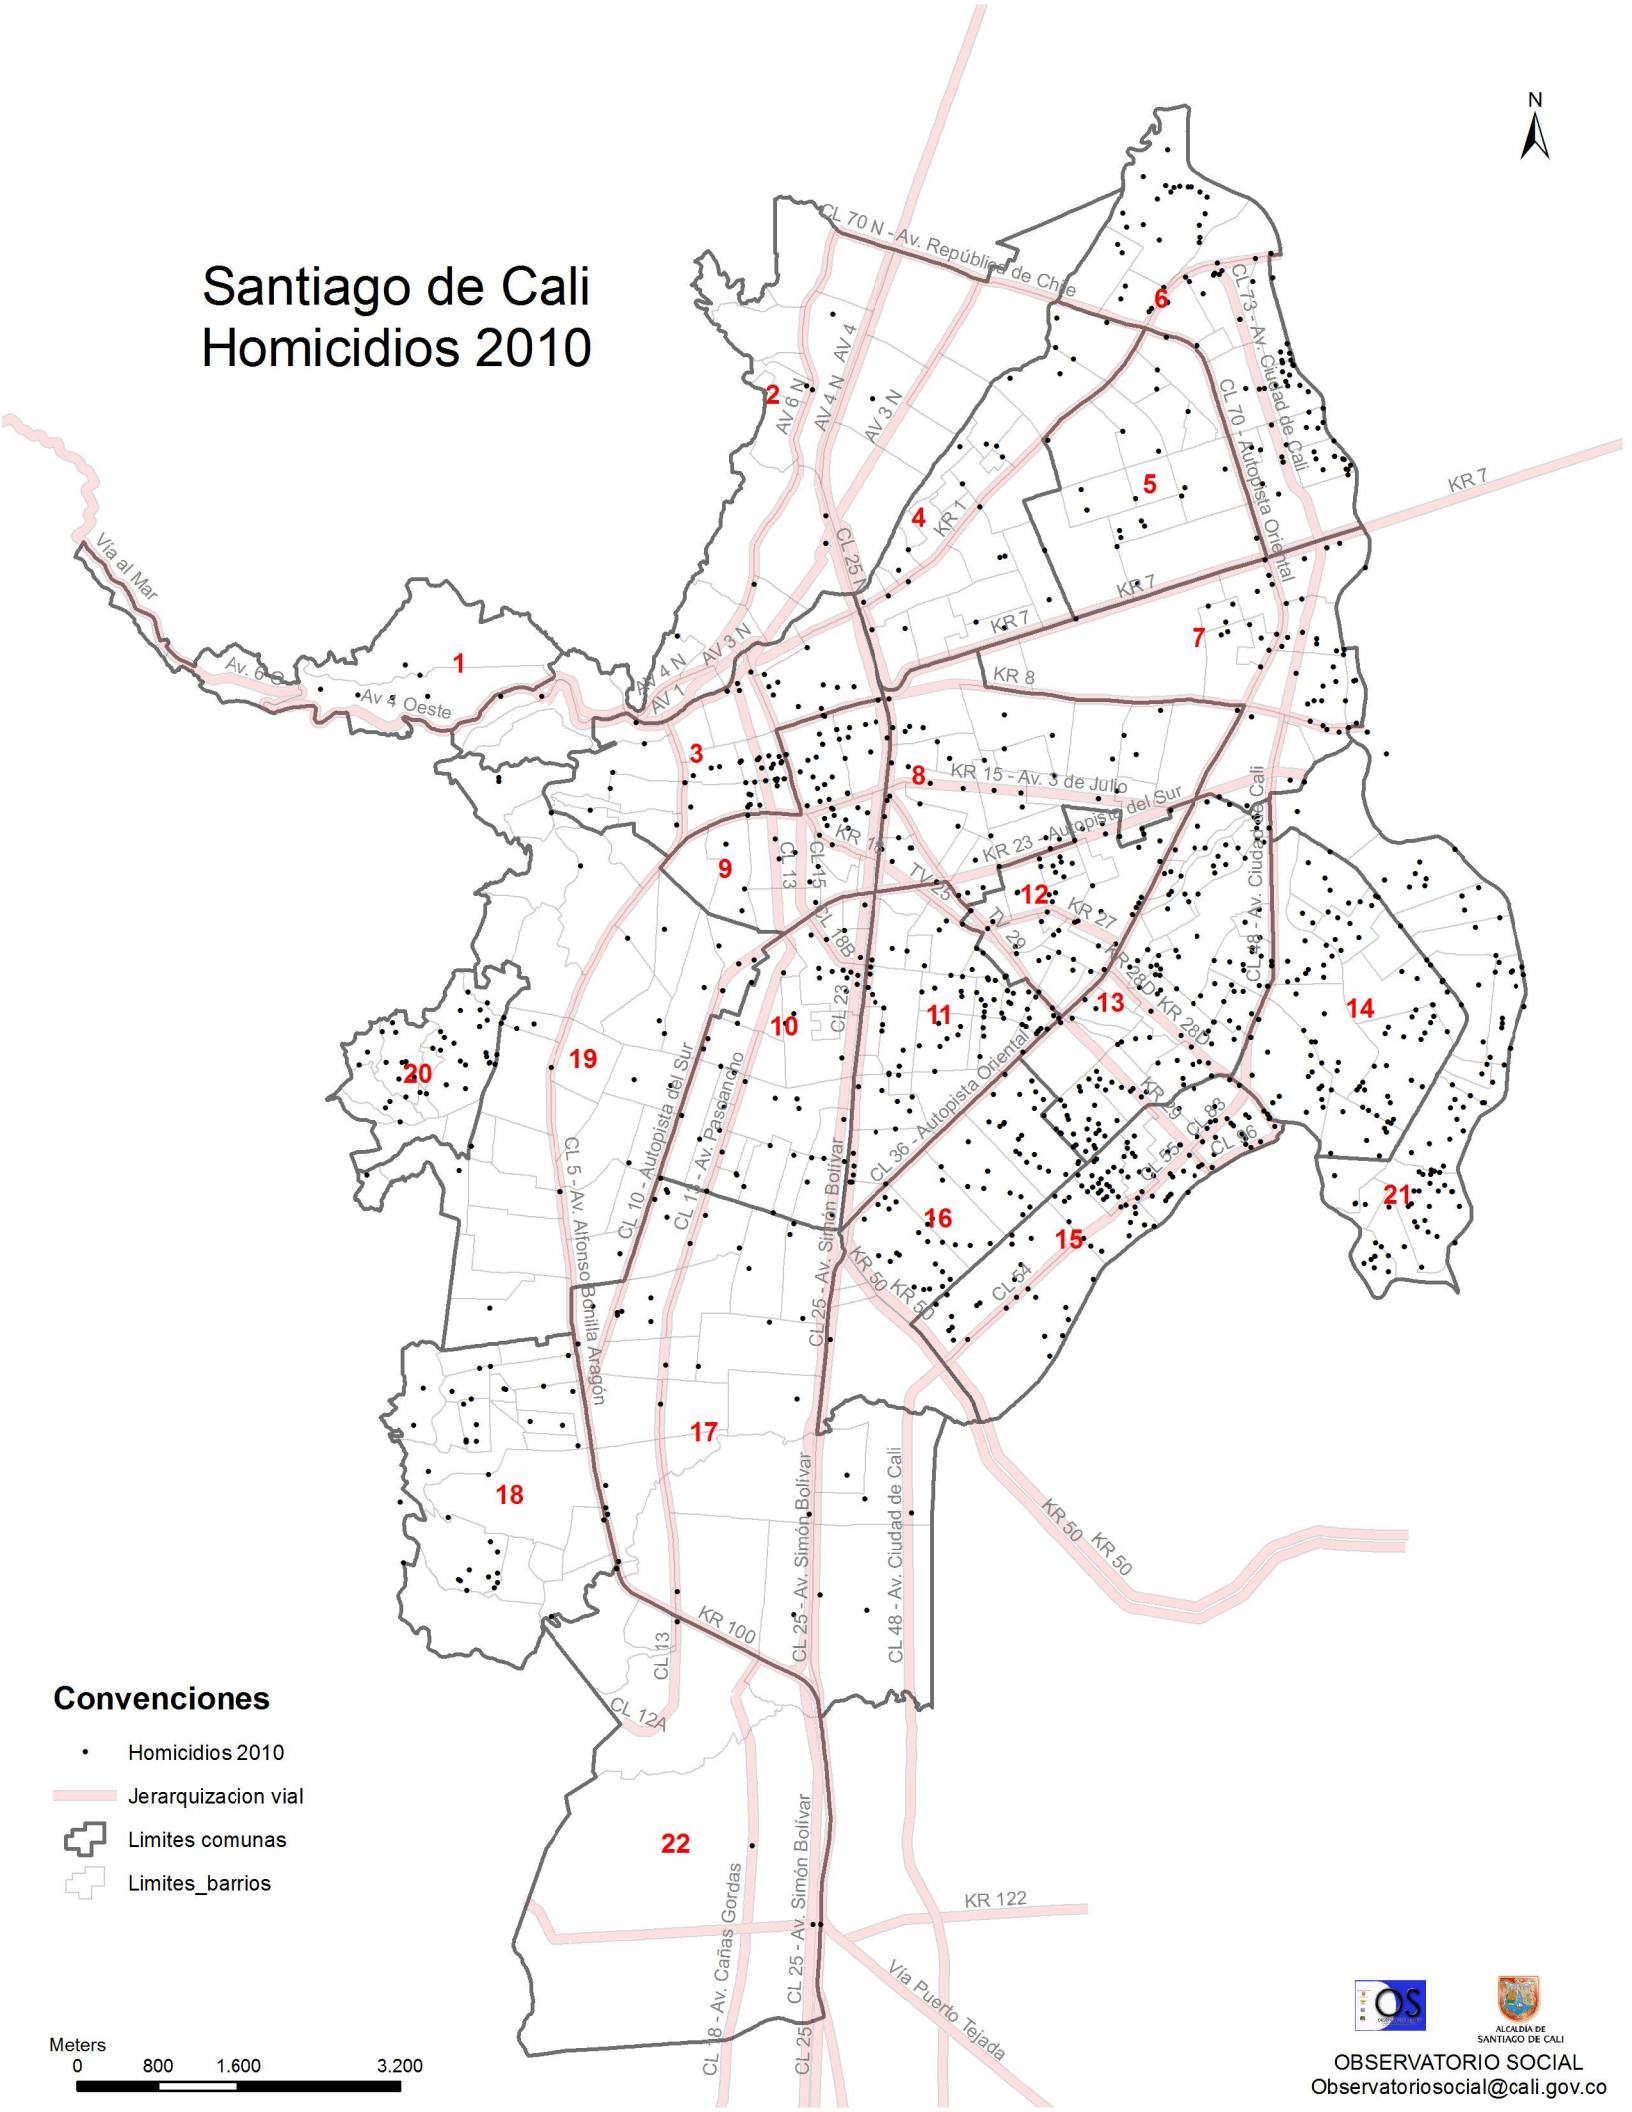 N
Santiago de Cali
Homicidios 2010
CL 70 N - Av. República de Chile
6
CL 73 - Av. Ciudad de Cali
2
AV 6 N
AV 4 N
AV 4
AV 3 N
CL 70 - Autopista Oriental
5
KR 7
4
KR 1
CL 25 N
Vía al Mar
KR 7
KR 7
7
1
Av. 6 O
Av 4 Oeste
AV 4 N
AV 3 N
AV 1
KR 8
3
8
KR 15 - Av. 3 de Julio
KR 23 - Autopista del Sur
CL 48 - Av. Ciudad de Cali
9
CL 13
CL 15
KR 15
TV 25
12
KR 27
TV 29
CL 18B
KR 28D
KR 28D
CL 23
10
11
13
14
19
20
CL 10 - Autopista del Sur
CL 13 - Av. Pasoancho
CL 36 - Autopista Oriental
KR 29
CL 83
CL 96
CL 55
CL 5 - Av. Alfonso Bonilla Aragón
CL 25 - Av. Simón Bolívar
16
15
21
KR 50
KR 50
CL 54
17
18
CL 25 - Av. Simón Bolívar
CL 48 - Av. Ciudad de Cali
KR 50
KR 50
KR 100
CL 13
CL 12A
Convenciones
Homicidios 2010
Jerarquizacion vial
Limites comunas
Limites_barrios
22
CL 18 - Av. Cañas Gordas
CL 25 - Av. Simón Bolívar
KR 122
Vía Puerto Tejada
CL 25
Meters
0 800 1.600 3.200
OS
ALCALDÍA DE
SANTIAGO DE CALI
OBSERVATORIO SOCIAL
Observatoriosocial@cali.gov.co